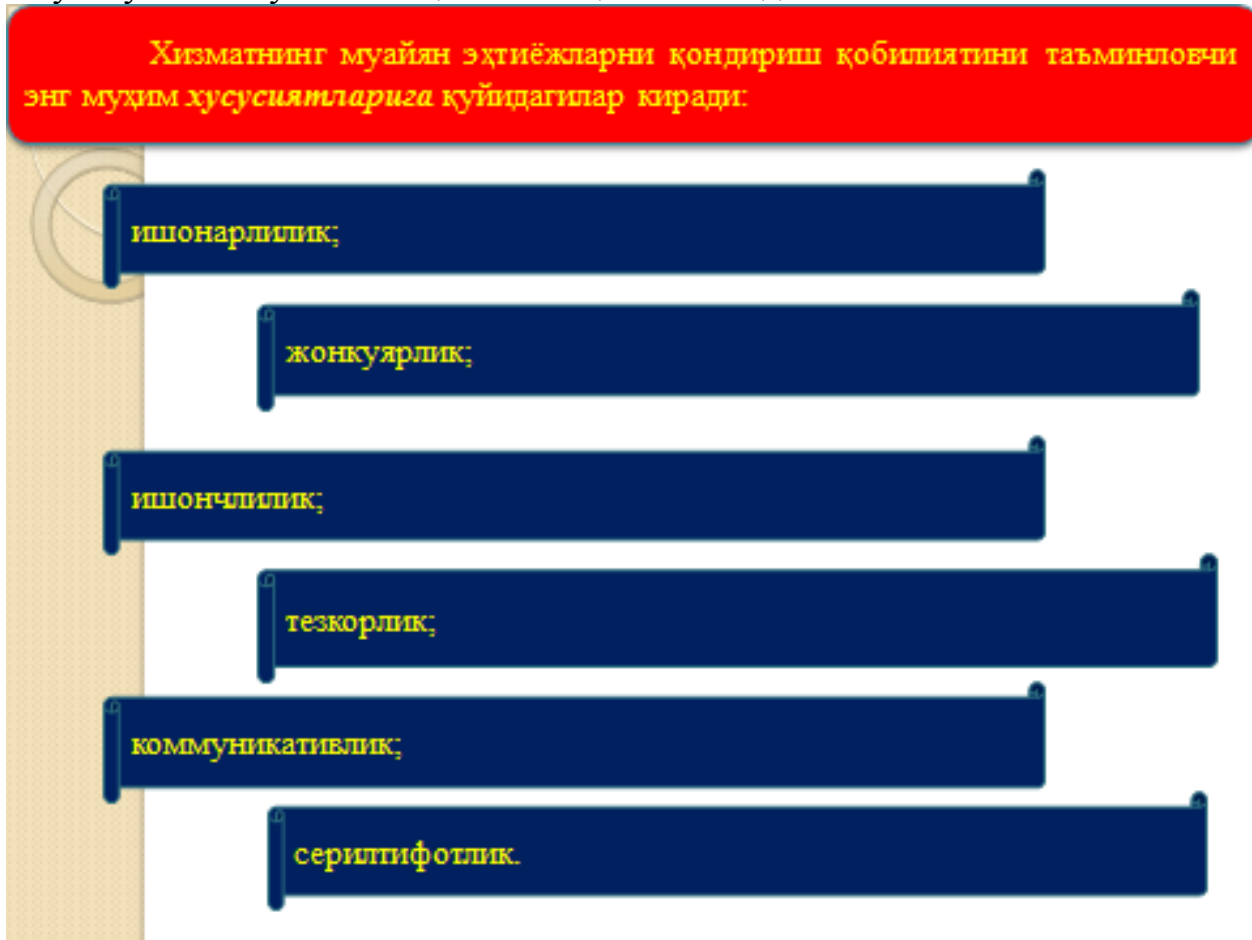 Хизматнинг муайян эҳтиёжларни қондириш қобилиятини таъминловчи
энг муҳим хусусиятларига қуйидагилар киради:
ишонарлилик;
жонкуярлик;
ишончлилик;
тезкорлик;
коммуникативлик;
серилтифотлик.